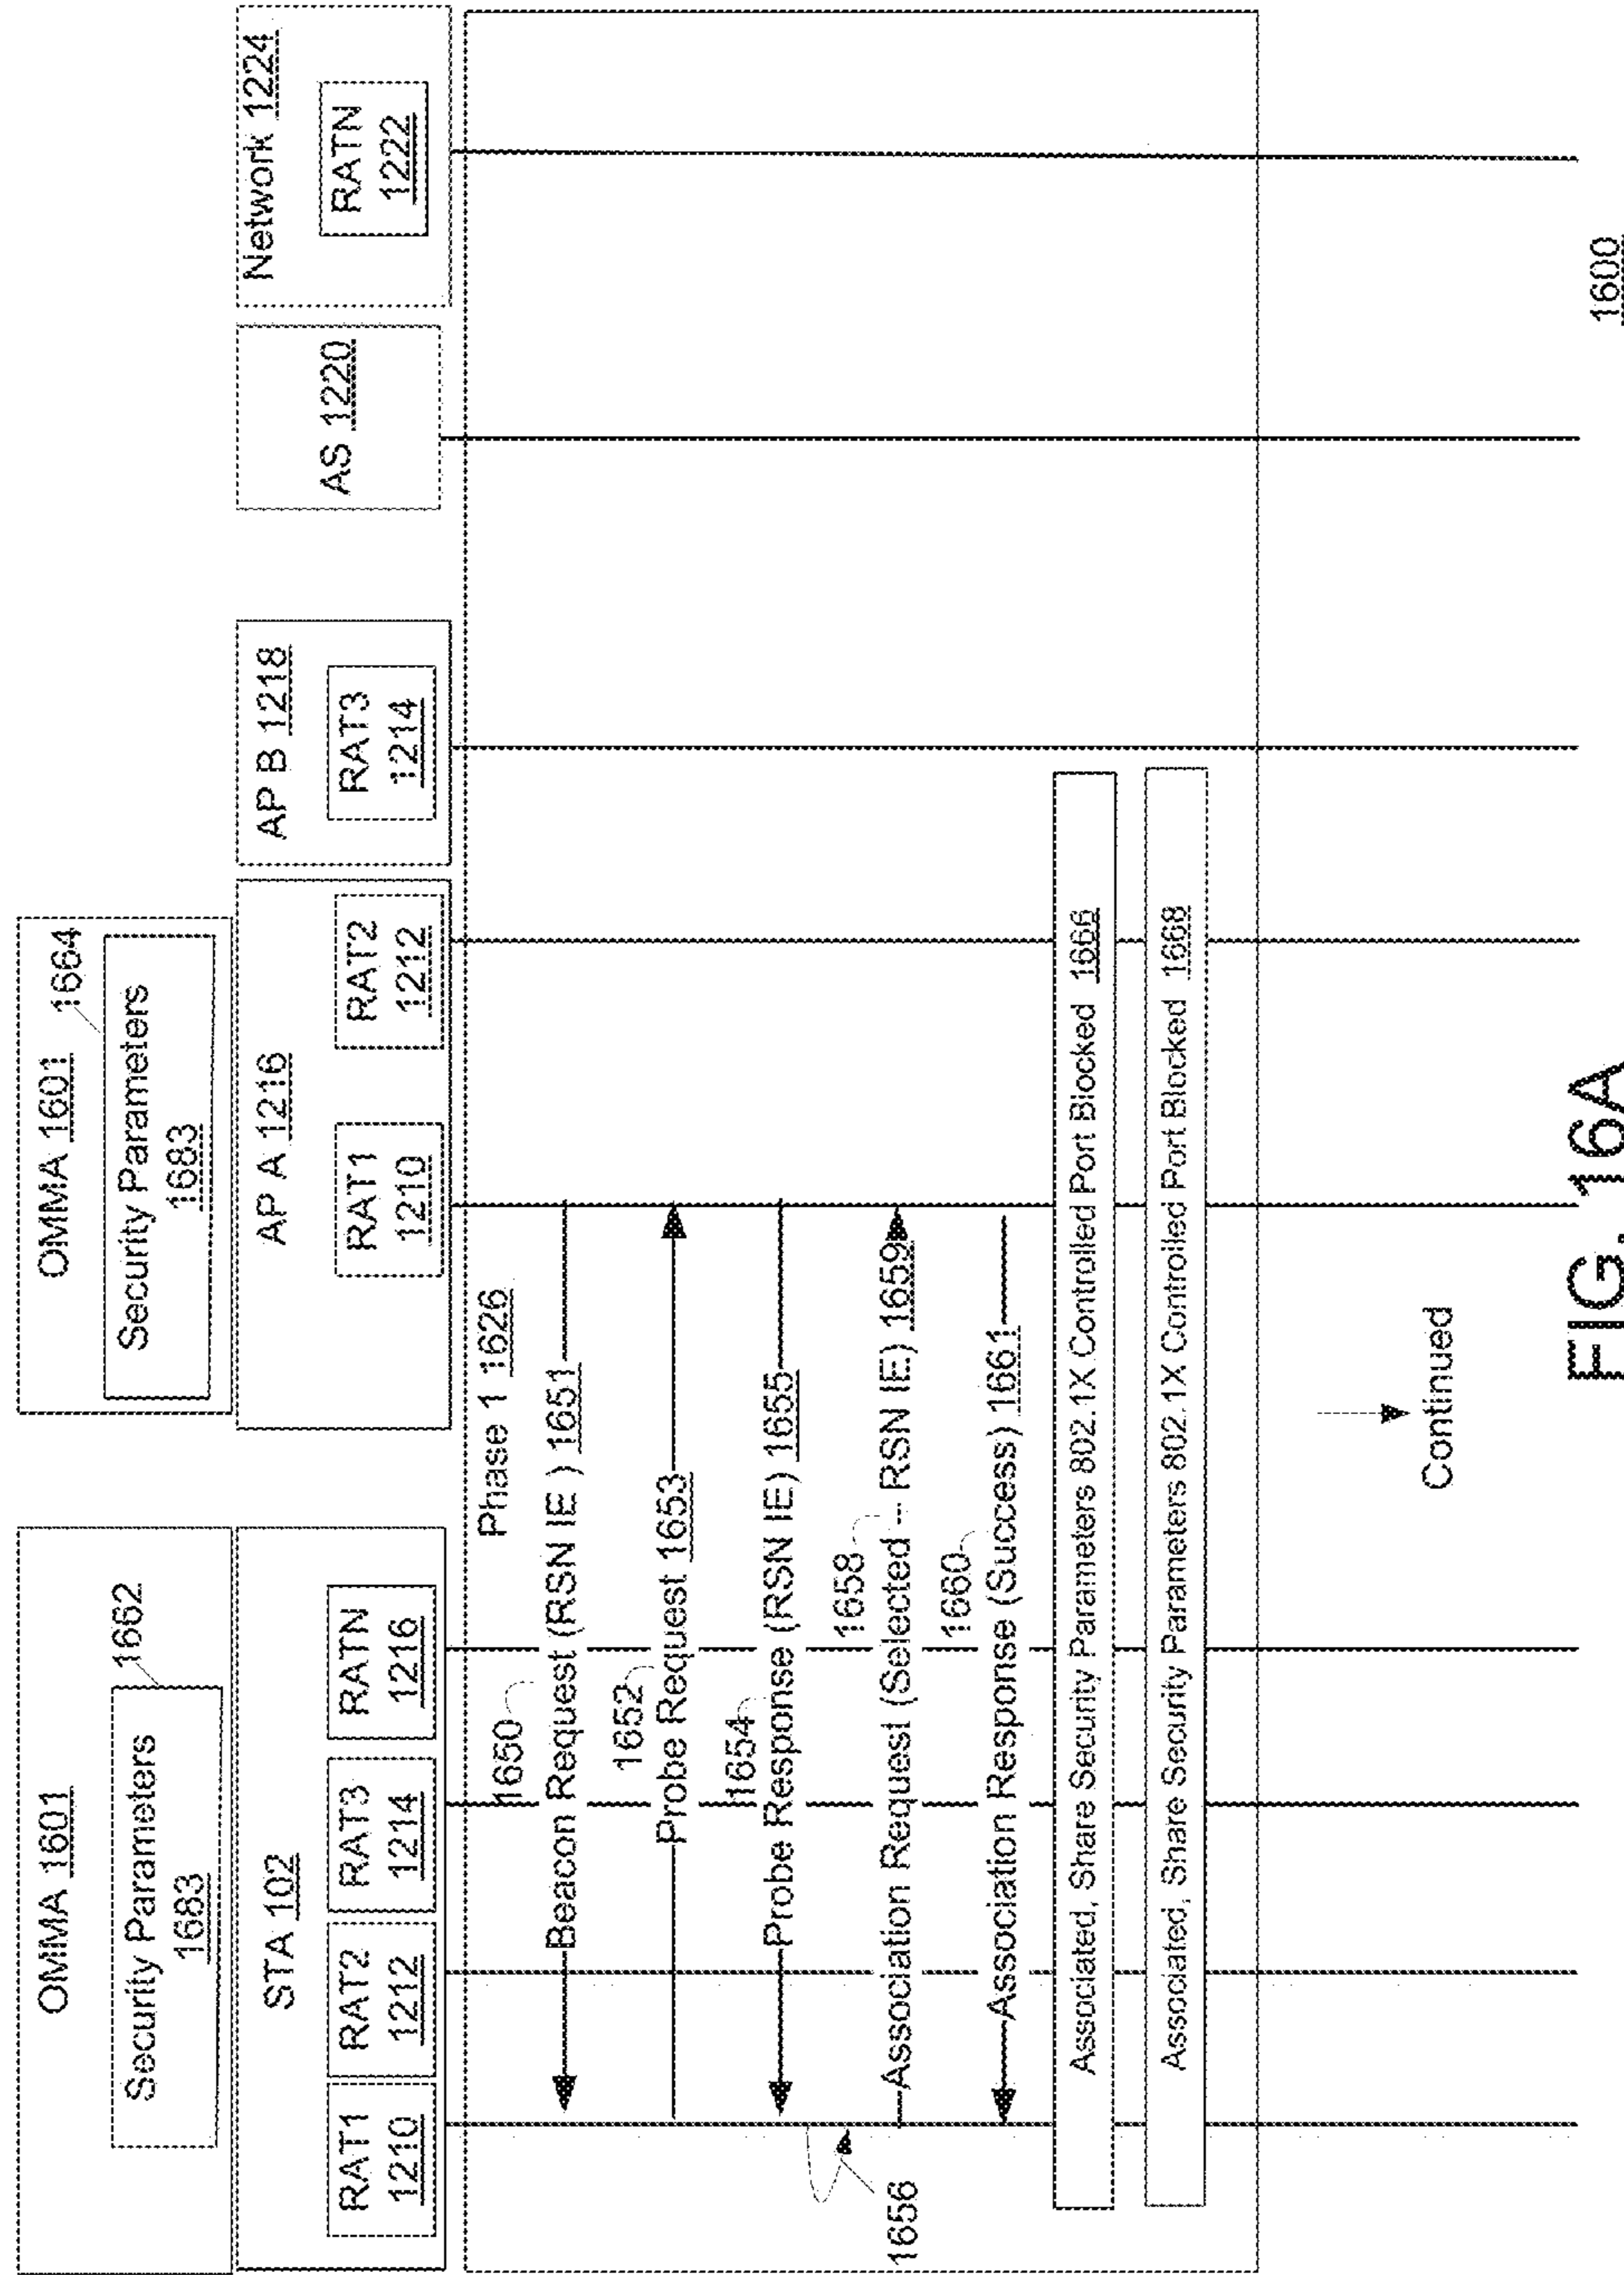 OMMA 1601
Security Parameters
1683
1662
OMMA 1601
1664
Security Parameters
1683
STA 102
RAT1
1210
RAT2
1212
RAT3
1214
RATN
1216
AP A 1216
RAT1
1210
RAT2
1212
AP B 1218
RAT3
1214
AS 1220
Network 1224
RATN
1222
Phase 1 1626
1650
Beacon Request (RSN IE ) 1651
1652
Probe Request 1653
1654
Probe Response (RSN IE) 1655
1656
1658
Association Request (Selected -- RSN IE) 1659
1660
Association Response (Success) 1661
Associated, Share Security Parameters 802.1X Controlled Port Blocked 1666
Associated, Share Security Parameters 802.1X Controlled Port Blocked 1668
Continued
FIG. 16A
1600